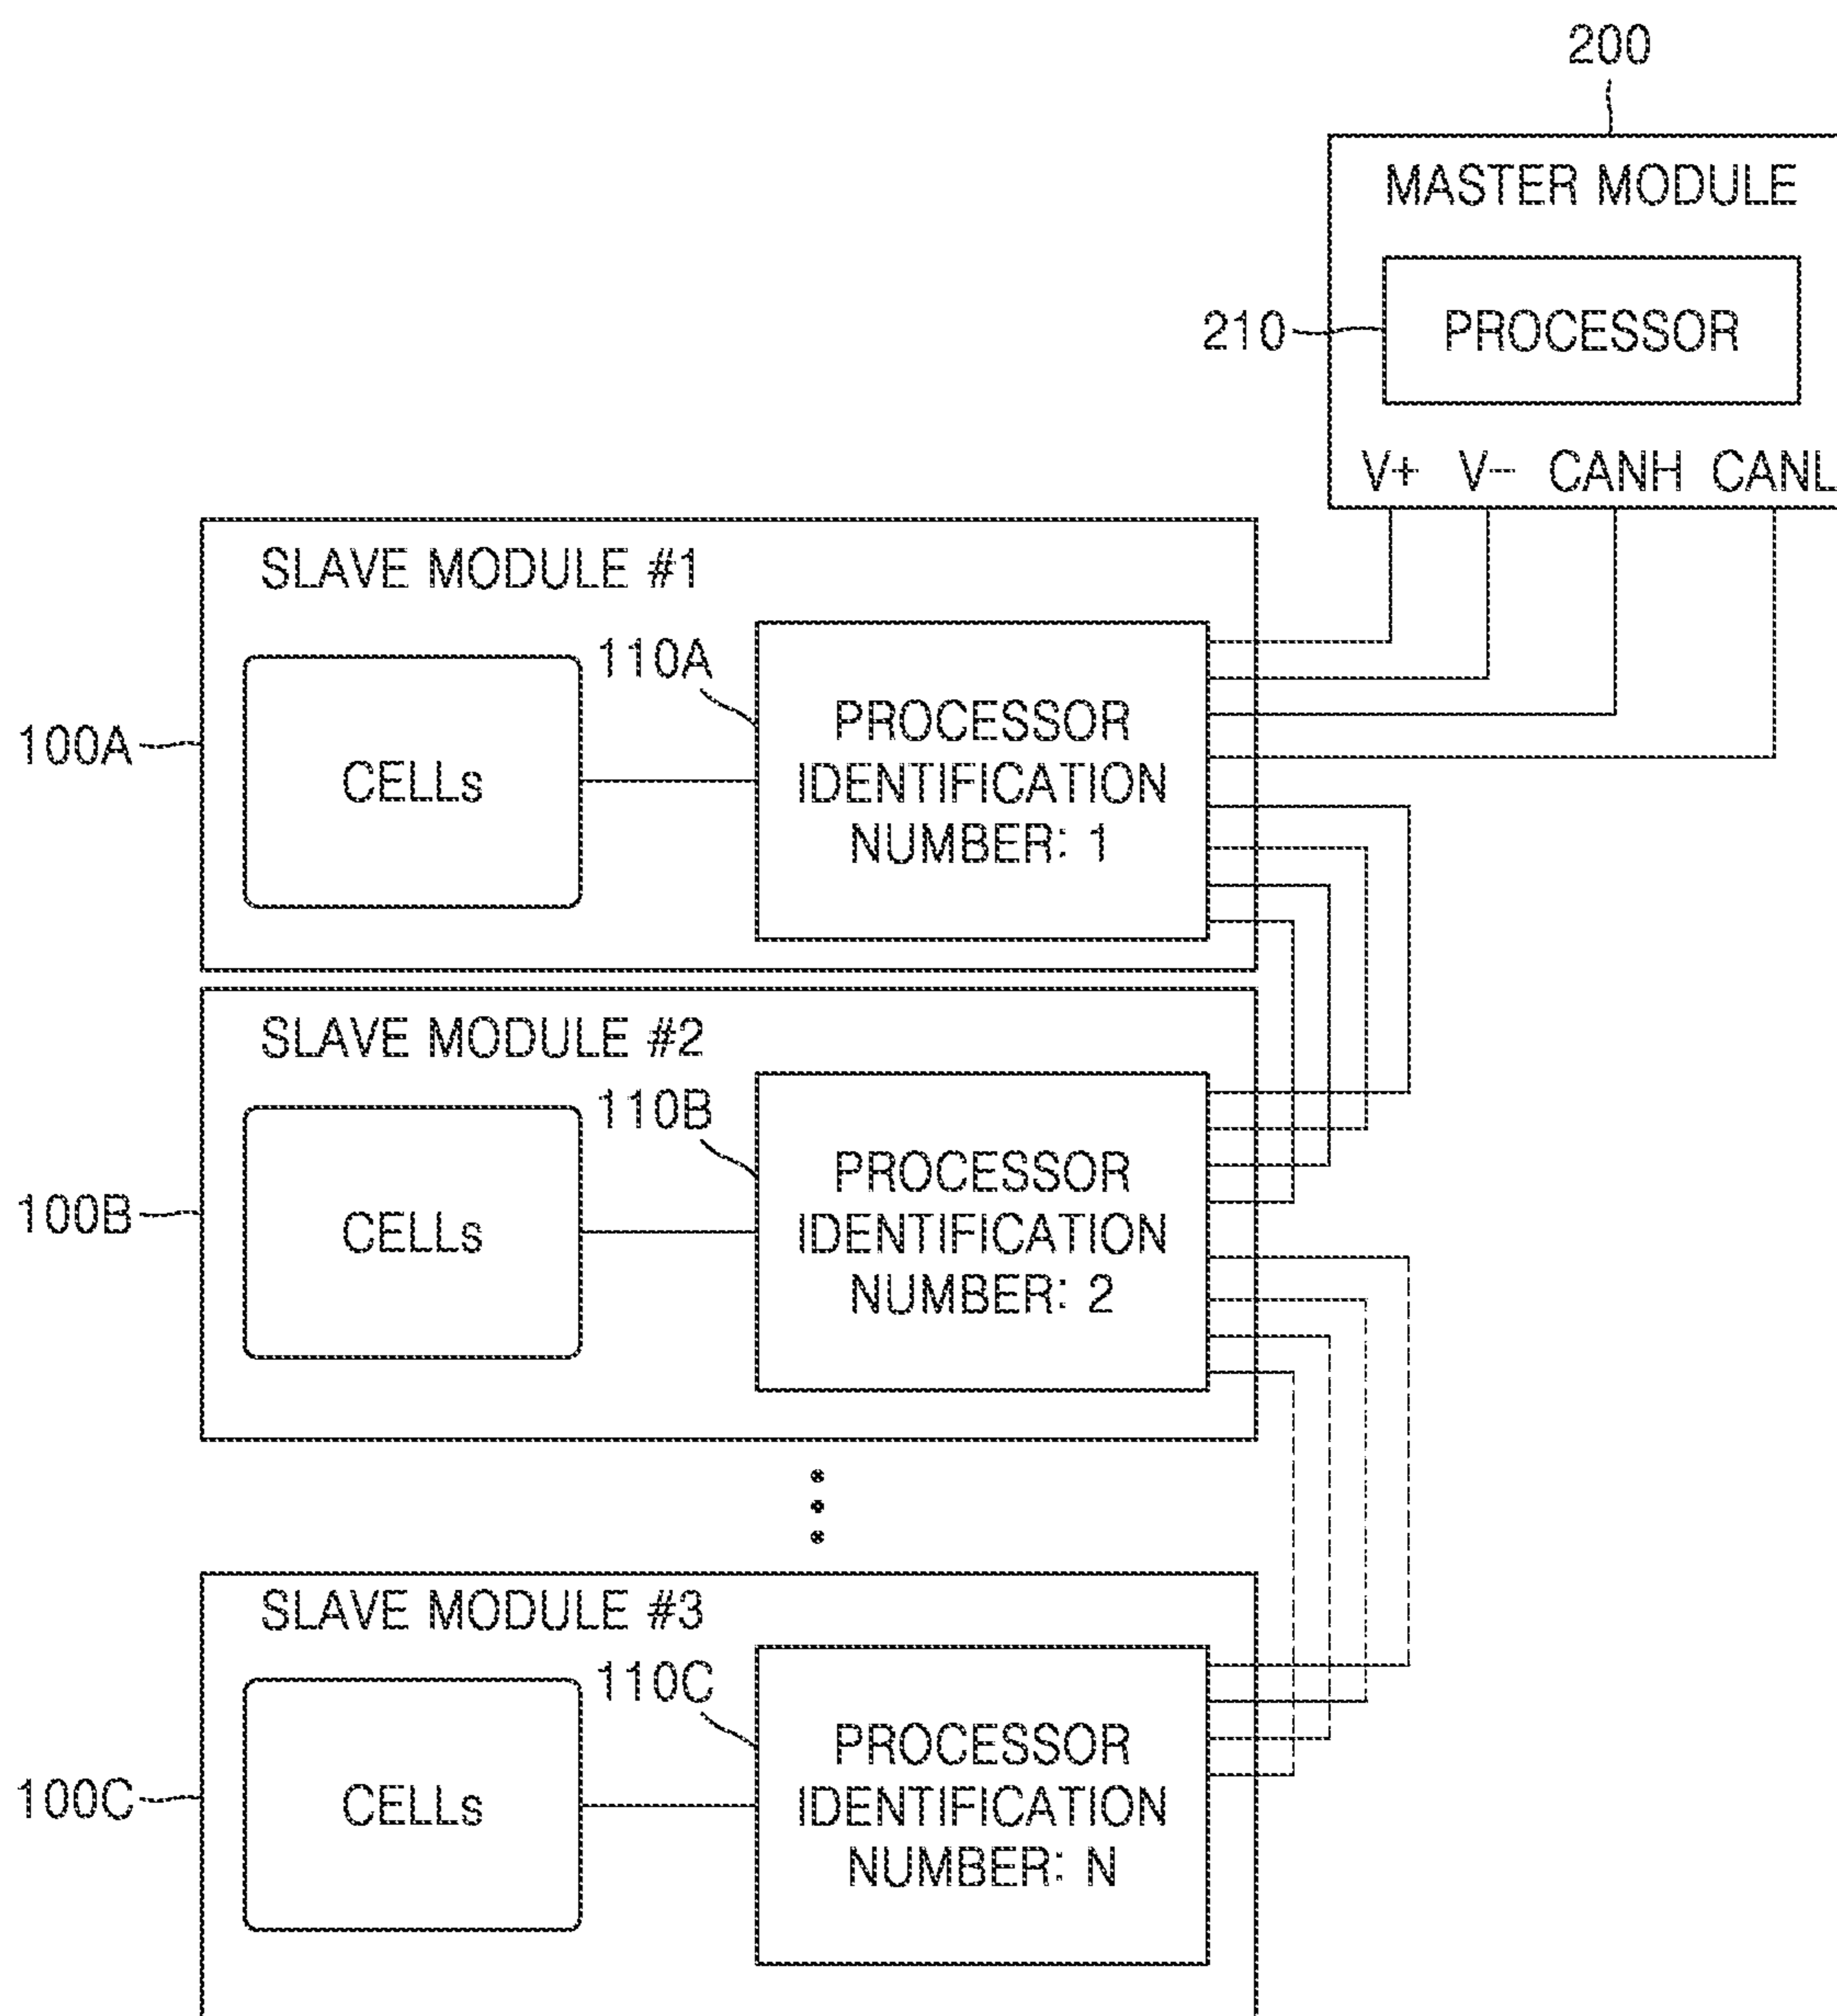 200
MASTER MODULE
210
PROCESSOR
V+ V- CANH CANL
SLAVE MODULE #1
110A
100A
CELLs
PROCESSOR
IDENTIFICATION
NUMBER: 1
SLAVE MODULE #2
110B
100B
CELLs
PROCESSOR
IDENTIFICATION
NUMBER: 2
SLAVE MODULE #3
110C
100C
CELLs
PROCESSOR
IDENTIFICATION
NUMBER: N